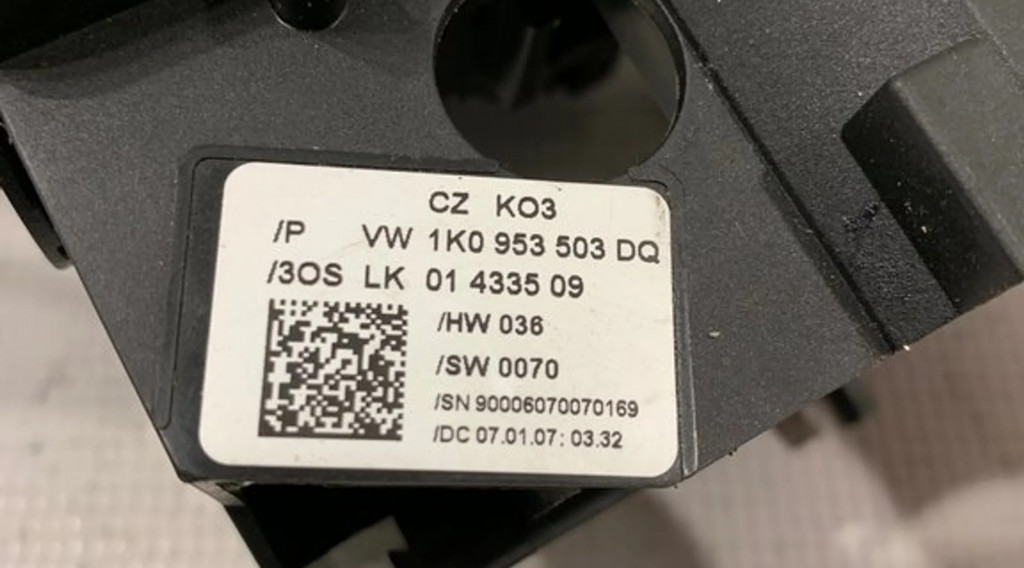 CZ KO3
/P VW 1K0 953 503 DQ
/3OS LK 01 4335 09
/HW 036
/SW 0070
/SN 90006070070169
/DC 07.01.07: 03.32